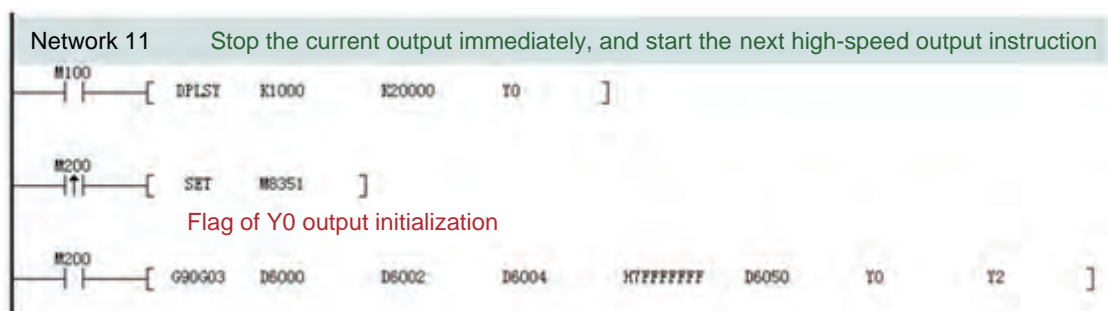 Network 11 Stop the current output immediately, and start the next high-speed output instruction
M100
DPLSY K1000 K20000 Y0
M200
SET M8351
Flag of Y0 output initialization
M200
G90G03 D6000 D6002 D6004 H7FFFFFFF D6050 Y0 Y2